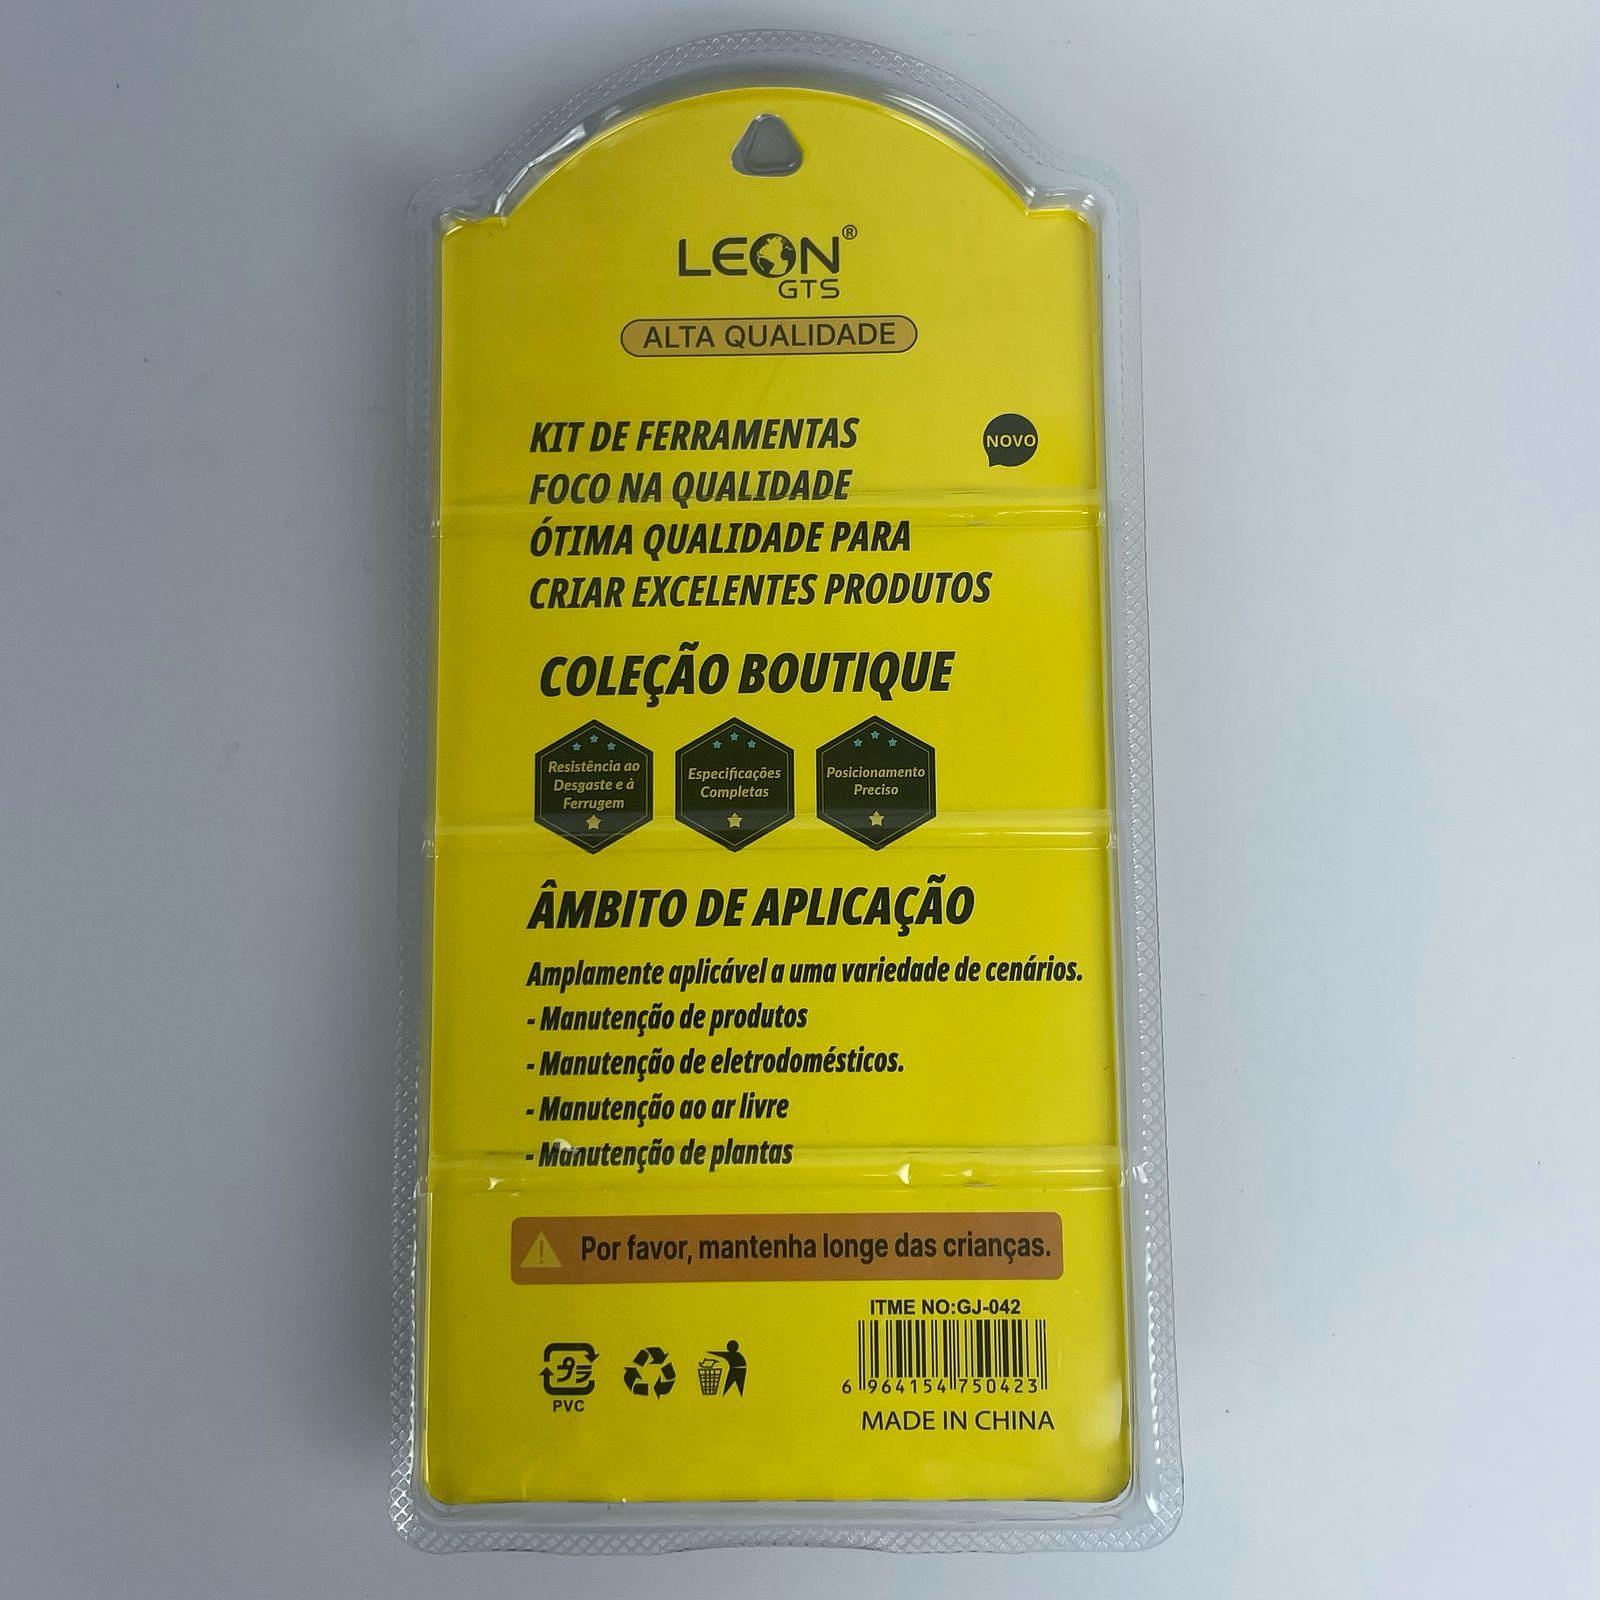 LEON®
GTS
ALTA QUALIDADE
KIT DE FERRAMENTAS
NOVO
FOCO NA QUALIDADE
ÓTIMA QUALIDADE PARA
CRIAR EXCELENTES PRODUTOS
COLEÇÃO BOUTIQUE
Resistência ao
Desgaste e à
Ferrugem
Especificações
Completas
Posicionamento
Preciso
ÂMBITO DE APLICAÇÃO
Amplamente aplicável a uma variedade de cenários.
- Manutenção de produtos
- Manutenção de eletrodomésticos.
- Manutenção ao ar livre
- Manutenção de plantas
Por favor, mantenha longe das crianças.
ITME NO:GJ-042
6 964154 750423
MADE IN CHINA
プラ
PVC